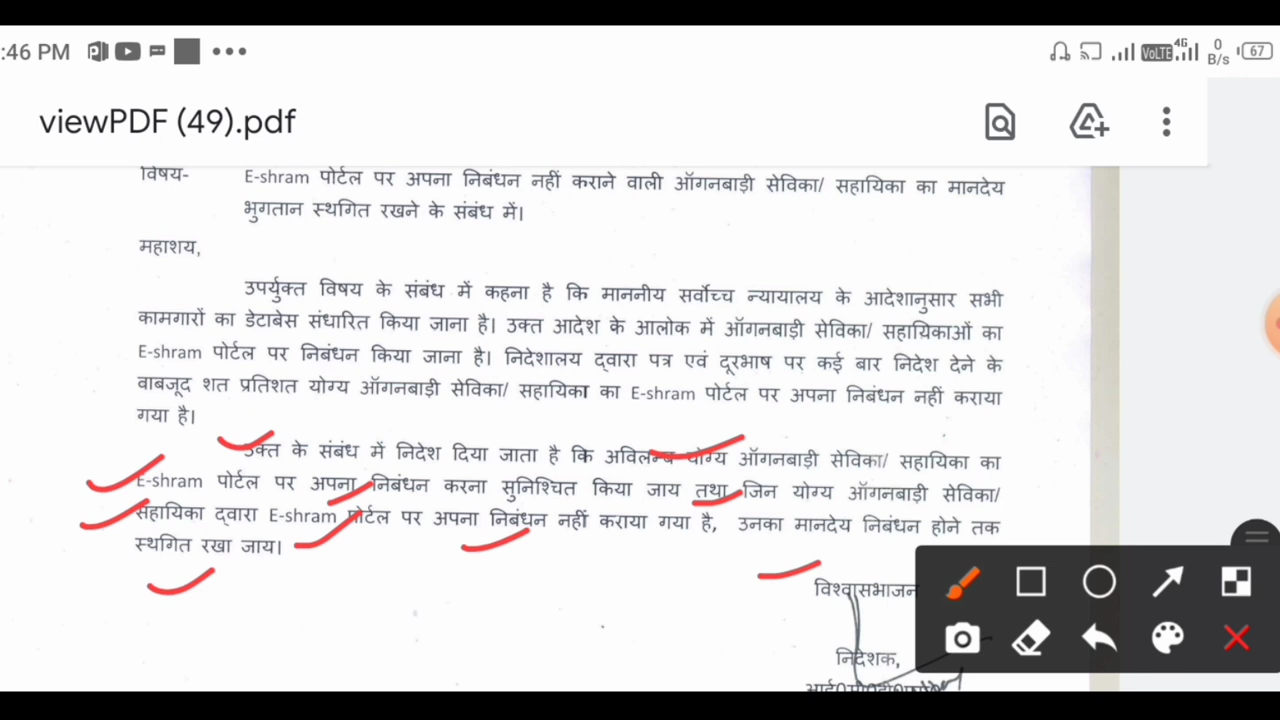 :46 PM
VoLTE 4G 0 B/s 67
viewPDF (49).pdf
विषय- E-shram पोर्टल पर अपना निबंधन नहीं कराने वाली ऑगनबाड़ी सेविका/ सहायिका का मानदेय
भुगतान स्थगित रखने के संबंध में।
महाशय,
उपर्युक्त विषय के संबंध में कहना है कि माननीय सर्वोच्च न्यायालय के आदेशानुसार सभी
कामगारों का डेटाबेस संधारित किया जाना है। उक्त आदेश के आलोक में ऑगनबाड़ी सेविका/ सहायिकाओं का
E-shram पोर्टल पर निबंधन किया जाना है। निदेशालय द्वारा पत्र एवं दूरभाष पर कई बार निदेश देने के
वाबजूद शत प्रतिशत योग्य ऑगनबाड़ी सेविका/ सहायिका का E-shram पोर्टल पर अपना निबंधन नहीं कराया
गया है।
उक्त के संबंध में निदेश दिया जाता है कि अविलम्ब योग्य ऑगनबाड़ी सेविका/ सहायिका का
E-shram पोर्टल पर अपना निबंधन करना सुनिश्चित किया जाय तथा जिन योग्य ऑगनबाड़ी सेविका/
सहायिका द्वारा E-shram पोर्टल पर अपना निबंधन नहीं कराया गया है, उनका मानदेय निबंधन होने तक
स्थगित रखा जाय।
विश्वासभाजन
निदेशक,